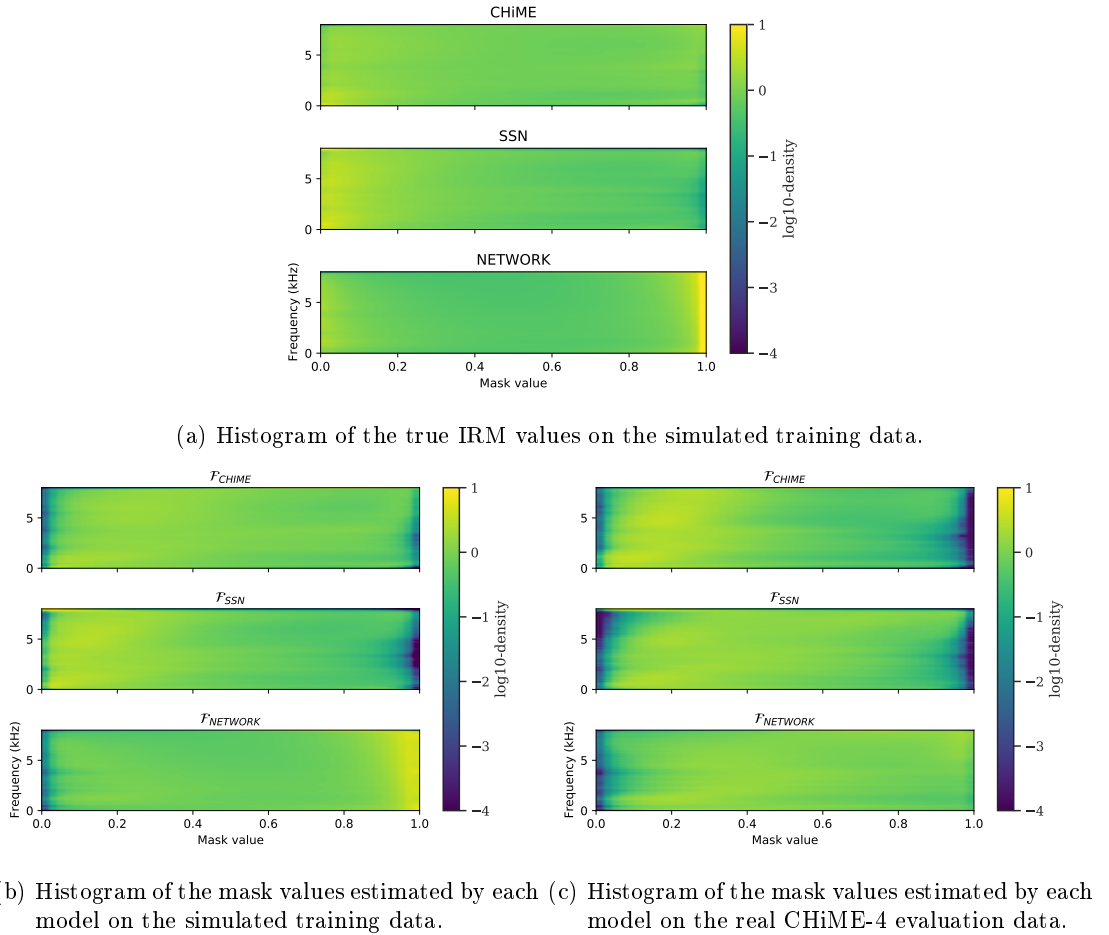 CHiME
5
0
SSN
5
0
NETWORK
Frequency (kHz)
5
0
0.0 0.2 0.4 0.6 0.8 1.0
Mask value
1
0
−1
−2
−3
−4
log10-density
(a) Histogram of the true IRM values on the simulated training data.
F_CHIME
5
0
F_SSN
5
0
F_NETWORK
Frequency (kHz)
5
0
0.0 0.2 0.4 0.6 0.8 1.0
Mask value
1
0
−1
−2
−3
−4
log10-density
F_CHIME
5
0
F_SSN
5
0
F_NETWORK
Frequency (kHz)
5
0
0.0 0.2 0.4 0.6 0.8 1.0
Mask value
1
0
−1
−2
−3
−4
log10-density
b) Histogram of the mask values estimated by each
model on the simulated training data.
(c) Histogram of the mask values estimated by each
model on the real CHiME-4 evaluation data.